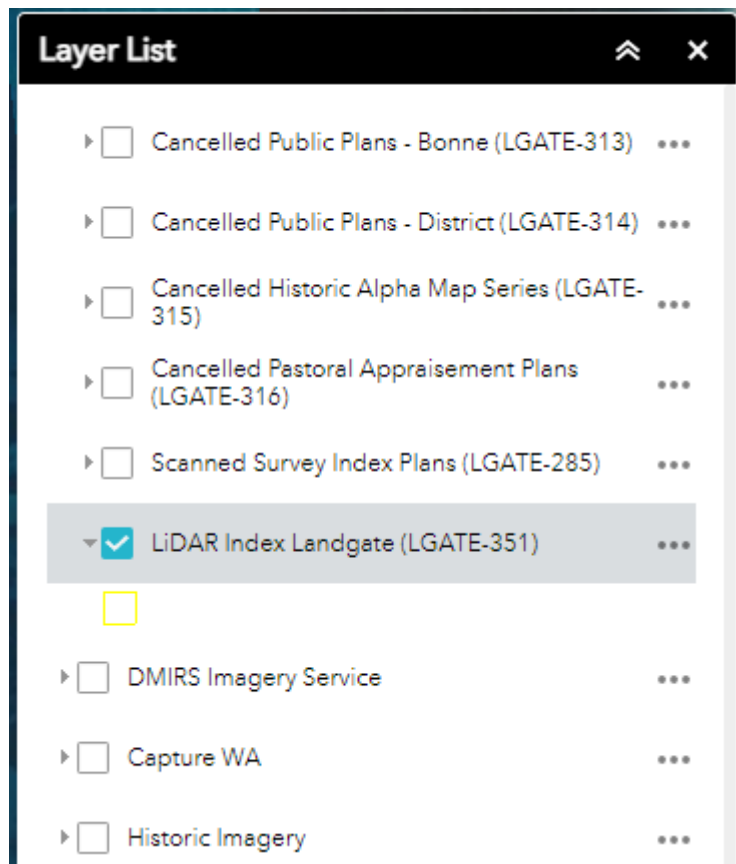 Layer List
Cancelled Public Plans - Bonne (LGATE-313)
Cancelled Public Plans - District (LGATE-314)
Cancelled Historic Alpha Map Series (LGATE-
315)
Cancelled Pastoral Appraisement Plans
(LGATE-316)
Scanned Survey Index Plans (LGATE-285)
LiDAR Index Landgate (LGATE-351)
DMIRS Imagery Service
Capture WA
Historic Imagery